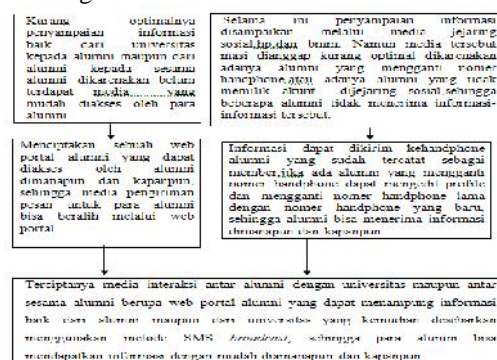 Kurang optimalnya
penyampaian informasi
baik dari universitas
kepada alumni maupun dari
alumni kepada sesama
alumni dikarenakan belum
terdapat media yang
mudah diakses oleh para
alumni
Selama ini penyampaian informasi
disampaikan melalui media jejaring
sosial,hp,dan bmm. Namun media tersebut
masi dianggap kurang optimal dikarenakan
adanya alumni yang mengganti nomer
handphone,atau adanya alumni yang tidak
memilik akunt dijejaring sosial,sehingga
beberapa alumni tidak menerima informasi-
informasi tersebut.
Menciptakan sebuah web
portal alumni yang dapat
diakses oleh alumni
dimanapun dan kapanpun,
sehingga media pengiriman
pesan untuk para alumni
bisa beralih melalui web
portal
Informasi dapat dikirim kehandphone
alumni yang sudah tercatat sebagai
member,jika ada alumni yang mengganti
nomer handphone dapat mengedit profile
dan mengganti nomer handphone lama
dengan nomer handphone yang baru,
sehingga alumni bisa menerima informasi
dimanapun dan kapanpun
Terciptanya media interaksi antar alumni dengan universitas maupun antar
sesama alumni berupa web portal alumni yang dapat menampung informasi
baik dari alumni maupun dari universitas yang kemudian disebarkan
menggunakan metode SMS broadcast, sehingga para alumni bisa
mendapatkan informasi dengan mudah dimanapun dan kapanpun